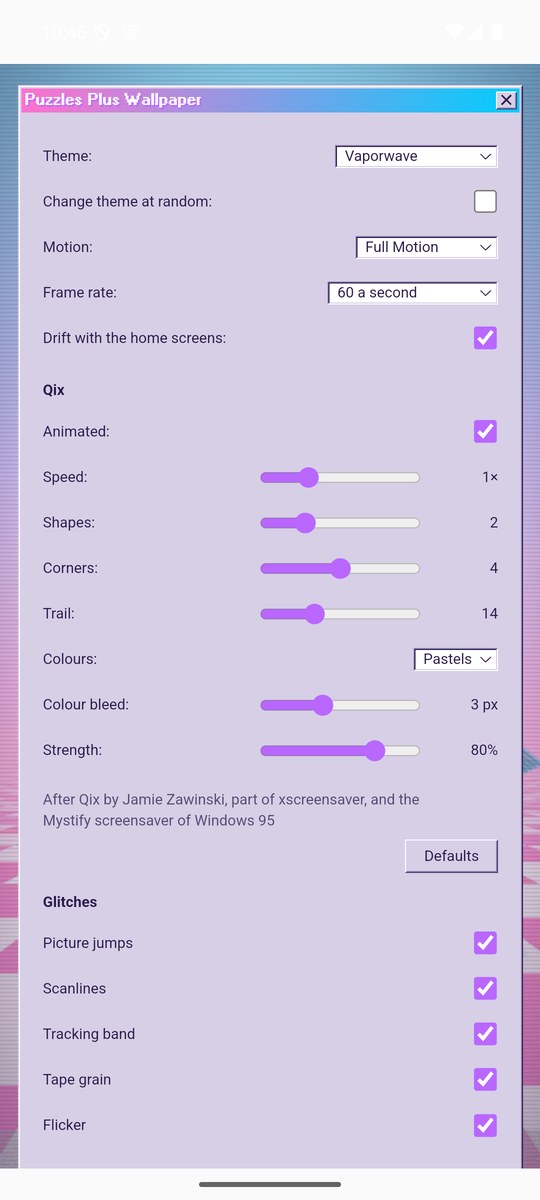 10:46
Puzzles Plus Wallpaper
Theme: Vaporwave
Change theme at random:
Motion: Full Motion
Frame rate: 60 a second
Drift with the home screens:
Qix
Animated:
Speed: 1×
Shapes: 2
Corners: 4
Trail: 14
Colours: Pastels
Colour bleed: 3 px
Strength: 80%
After Qix by Jamie Zawinski, part of xscreensaver, and the
Mystify screensaver of Windows 95
Defaults
Glitches
Picture jumps
Scanlines
Tracking band
Tape grain
Flicker